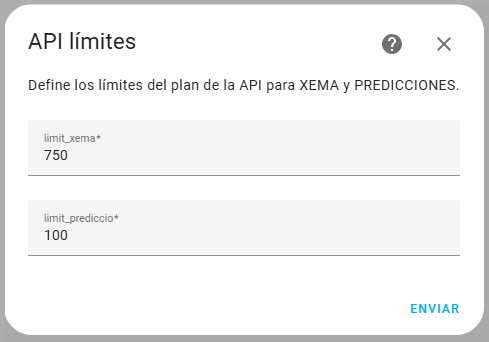 API límites
Define los límites del plan de la API para XEMA y PREDICCIONES.
limit_xema*
750
limit_prediccio*
100
ENVIAR